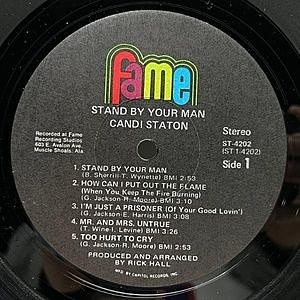 fame
STAND BY YOUR MAN
CANDI STATON
Recorded at Fame
Recording Studios
603 E. Avalon Ave.
Muscle Shoals, Ala
Stereo
ST-4202
(ST 1-4202)
Side 1
1. STAND BY YOUR MAN
(B. Sherrill-T. Wynette) BMI 2:53
2. HOW CAN I PUT OUT THE FLAME
(When You Keep The Fire Burning)
(G. Jackson-R. Moore) BMI 3:10
3. I'M JUST A PRISONER (Of Your Good Lovin')
(G. Jackson-E. Harris) BMI 3:08
4. MR. AND MRS. UNTRUE
(T. Wine-I. Levine) BMI 3:26
5. TOO HURT TO CRY
(G. Jackson-R. Moore) BMI 2:53
PRODUCED AND ARRANGED
BY RICK HALL
MFD. BY CAPITOL RECORDS, INC.